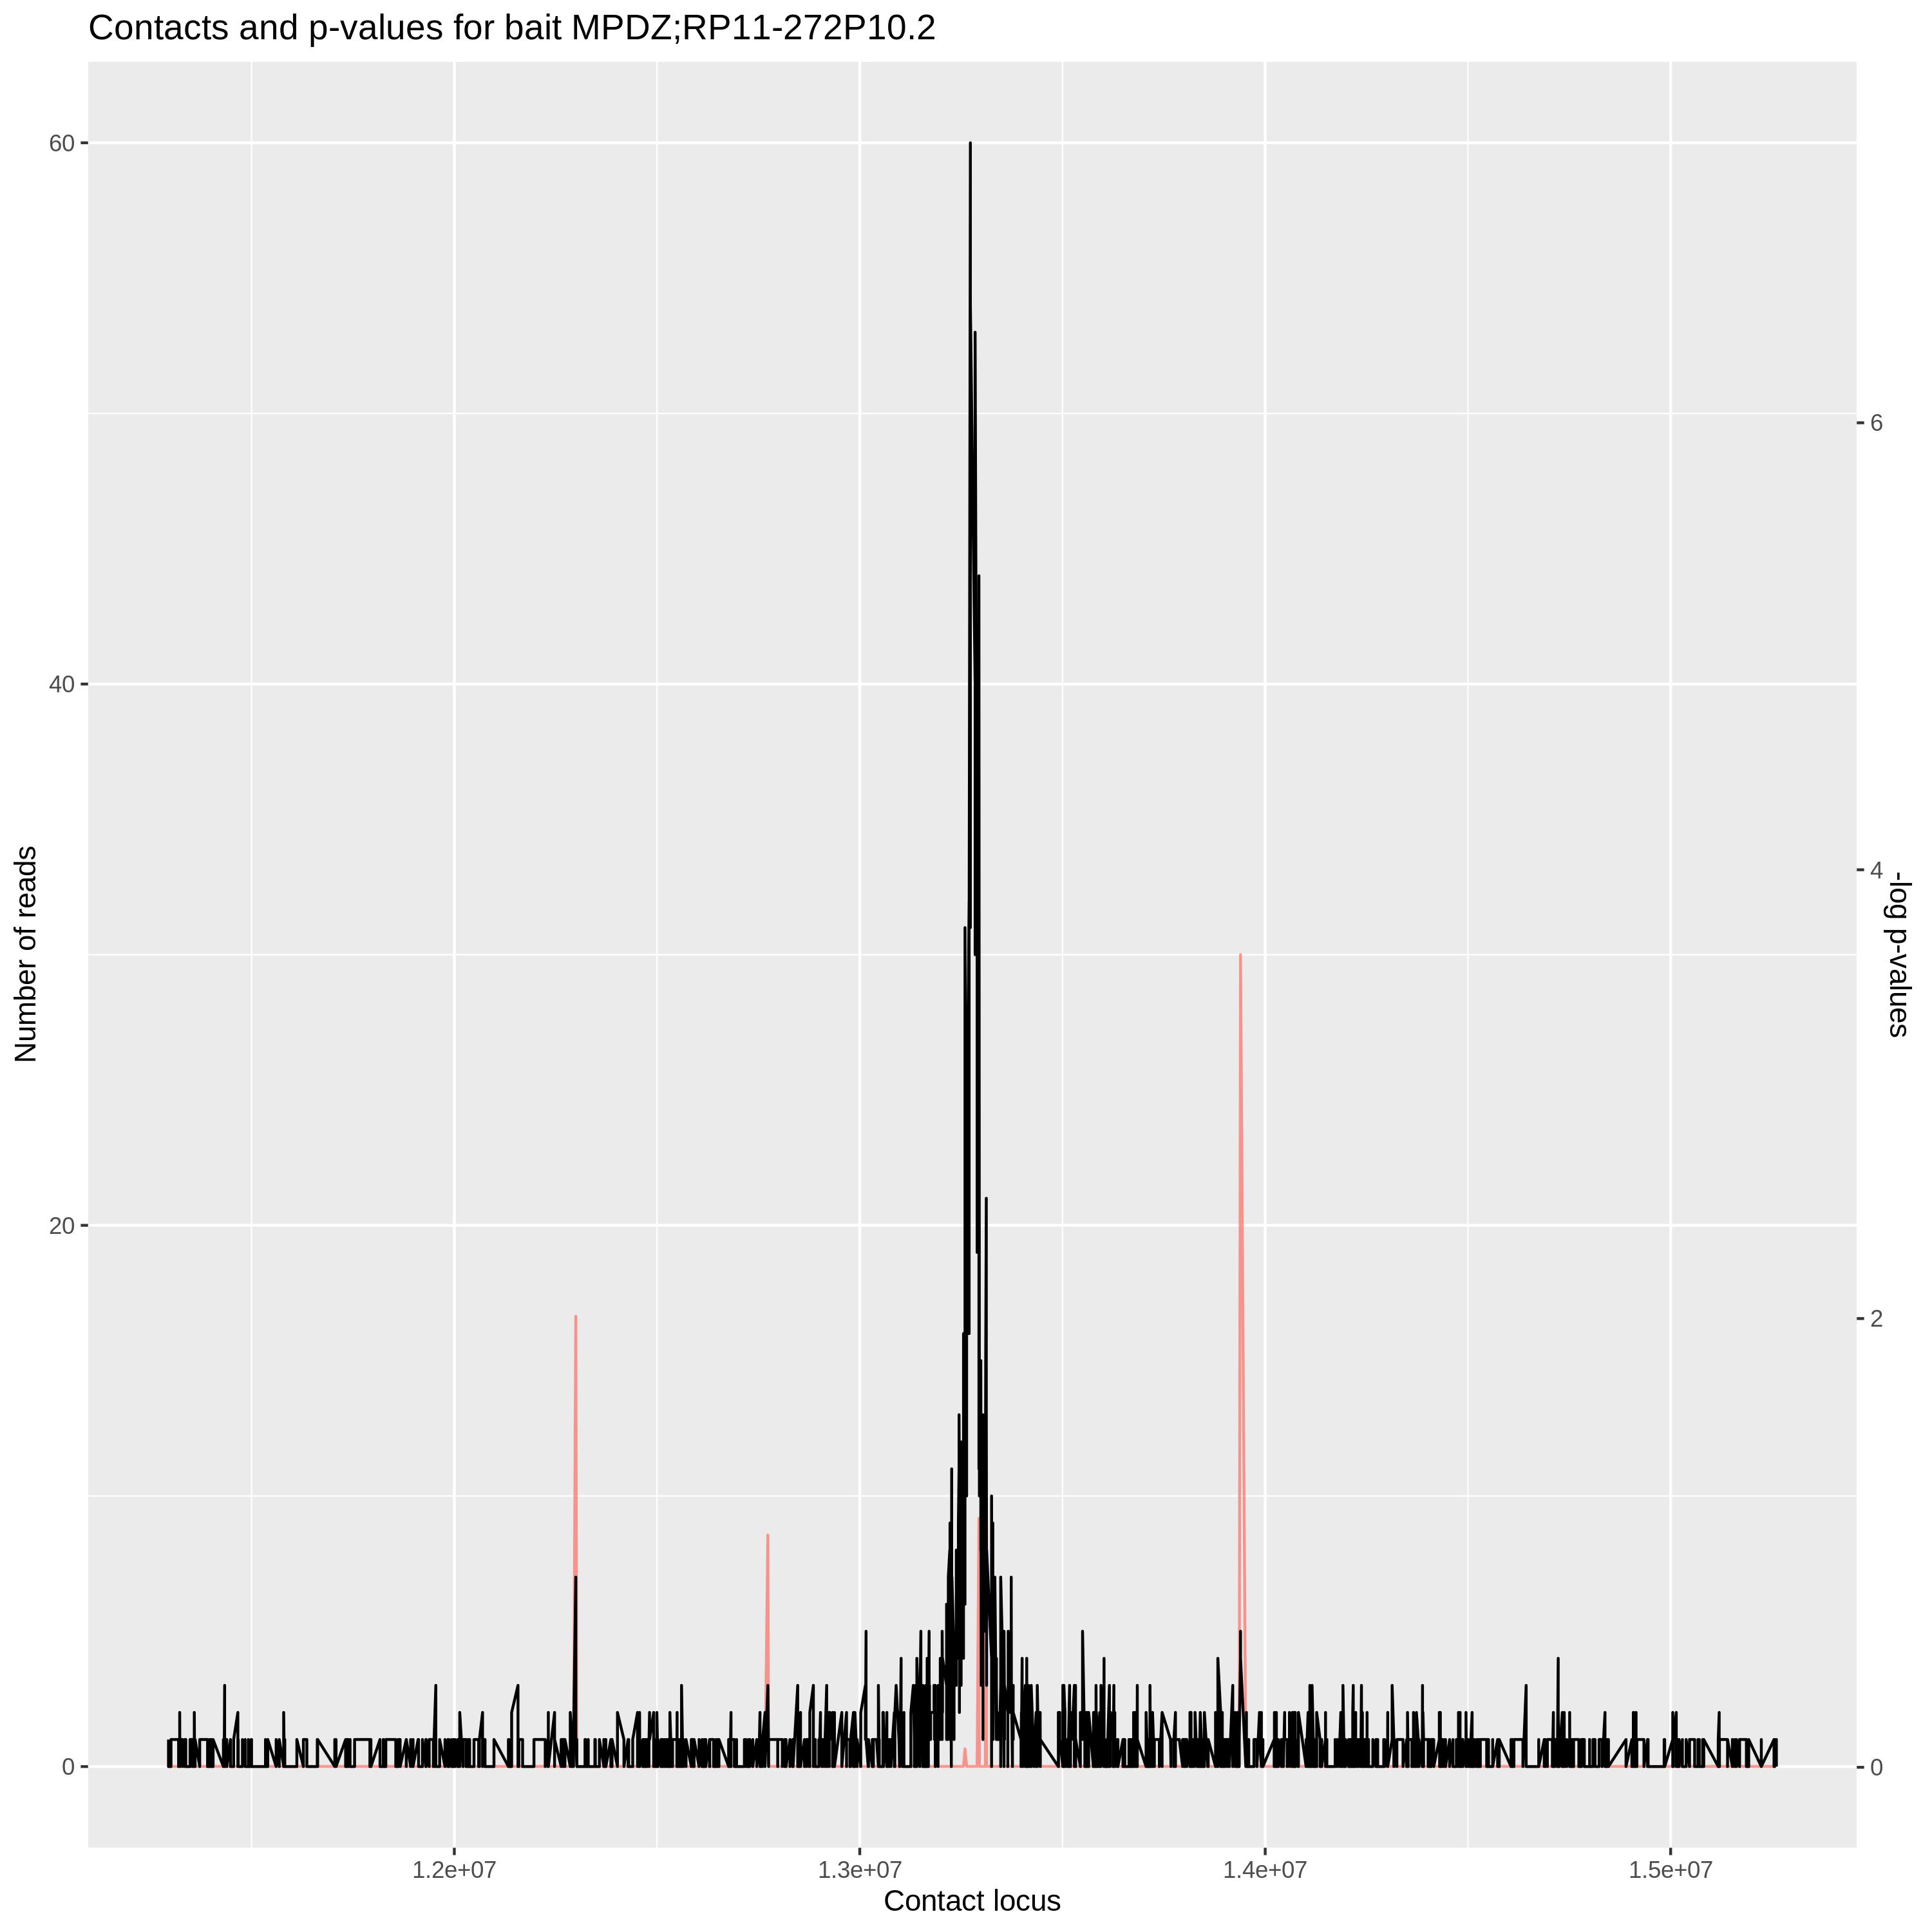 Contacts and p-values for bait MPDZ;RP11-272P10.2
60
40
20
0
Number of reads
6
4
2
0
-log p-values
1.2e+07 1.3e+07 1.4e+07 1.5e+07
Contact locus